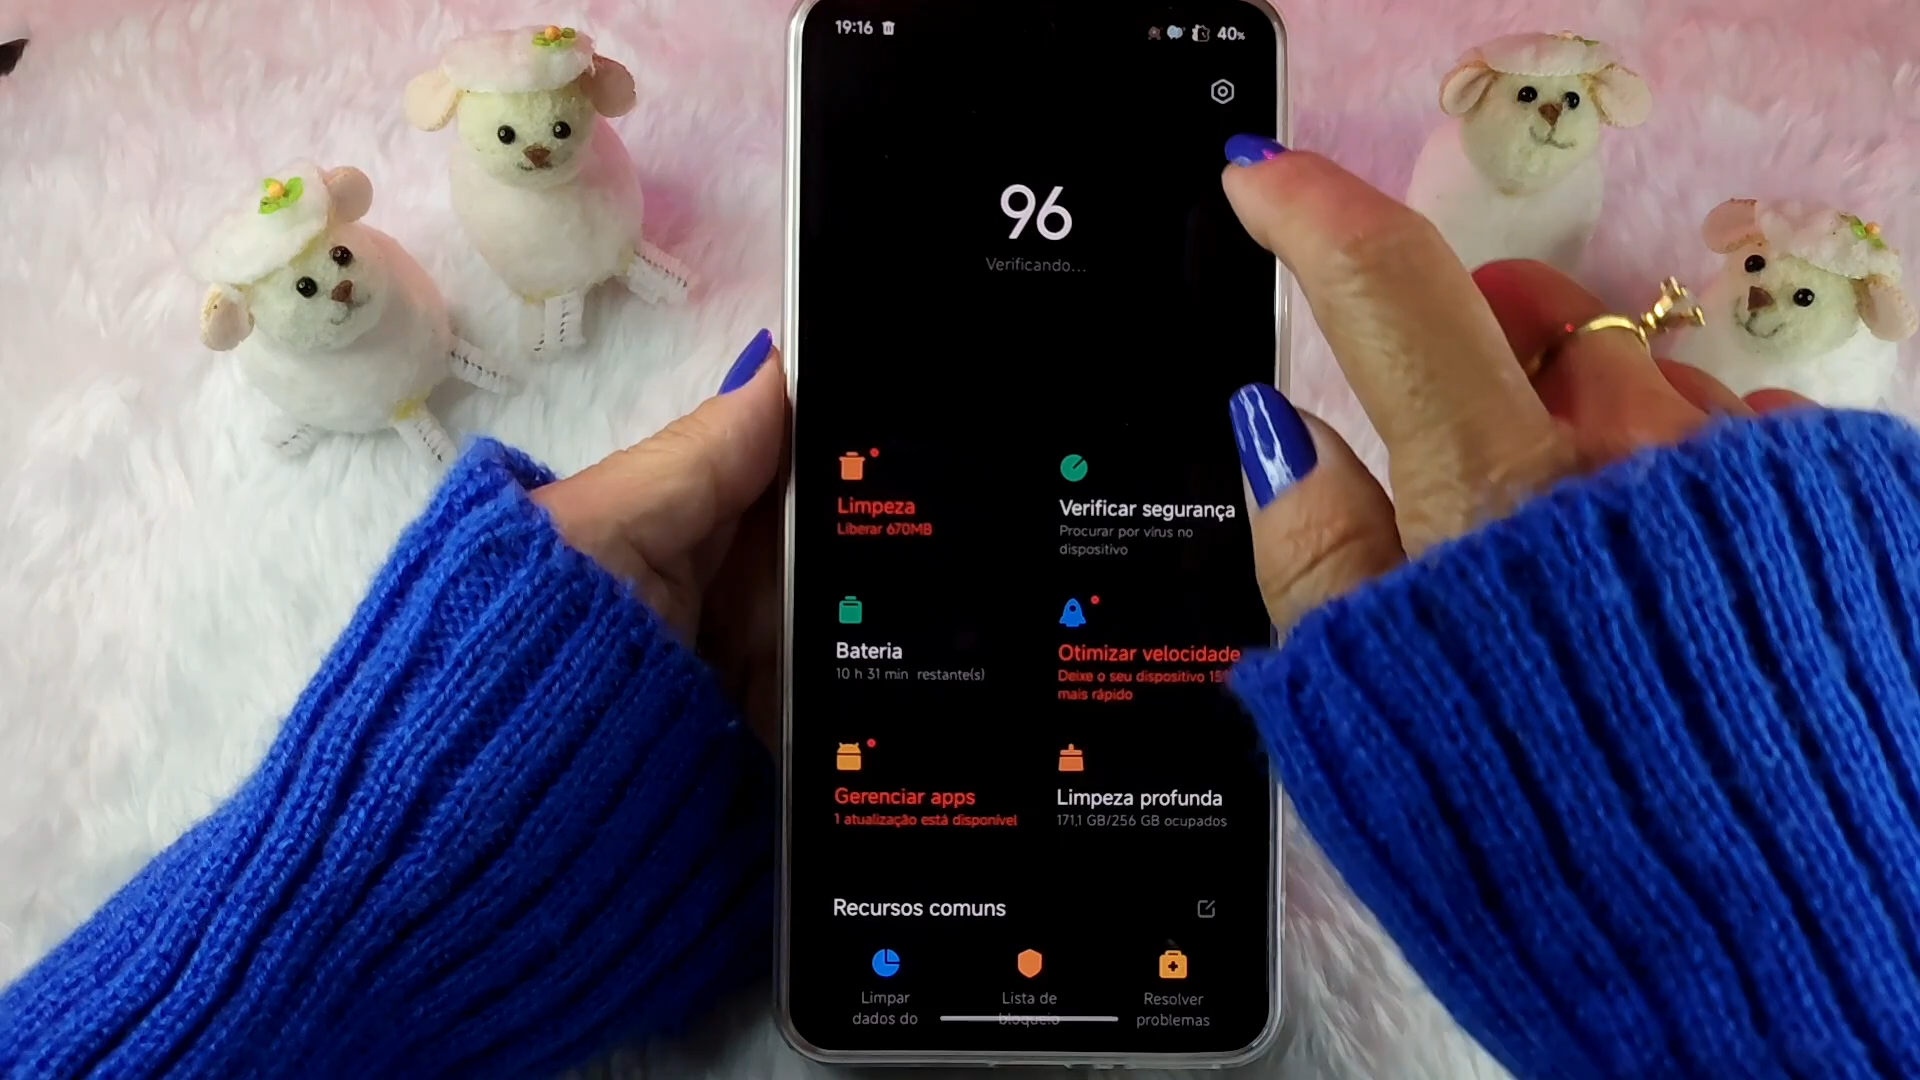 19:16
40%
96
Verificando...
Limpeza
Liberar 670MB
Verificar segurança
Procurar por vírus no
dispositivo
Bateria
10 h 31 min restante(s)
Otimizar velocidade
Deixe o seu dispositivo
mais rápido
Gerenciar apps
1 atualização está disponível
Limpeza profunda
171,1 GB/256 GB ocupados
Recursos comuns
Limpar
dados do
Lista de
bloqueio
Resolver
problemas